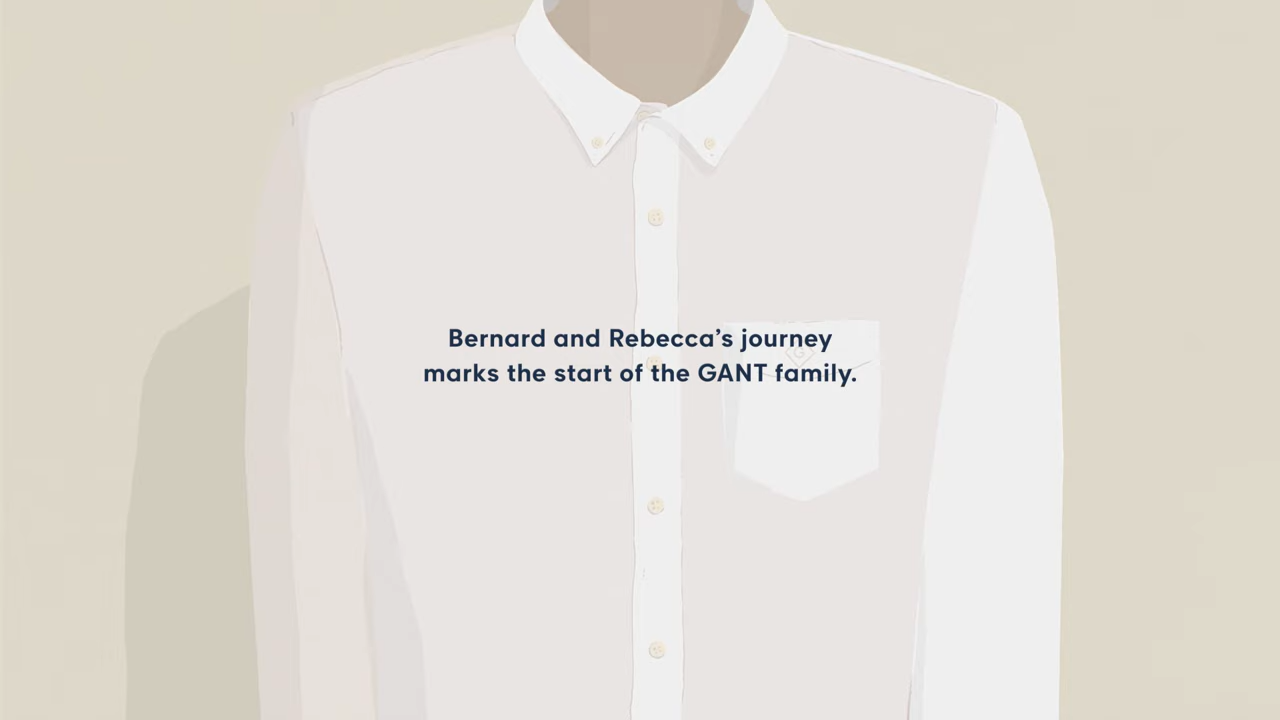 Bernard and Rebecca’s journey
marks the start of the GANT family.
G